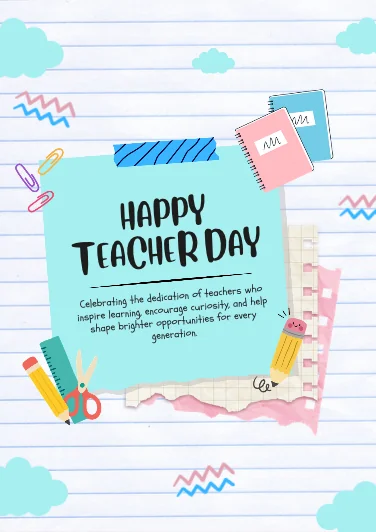 HAPPY
TEACHER DAY
Celebrating the dedication of teachers who
inspire learning, encourage curiosity, and help
shape brighter opportunities for every
generation.